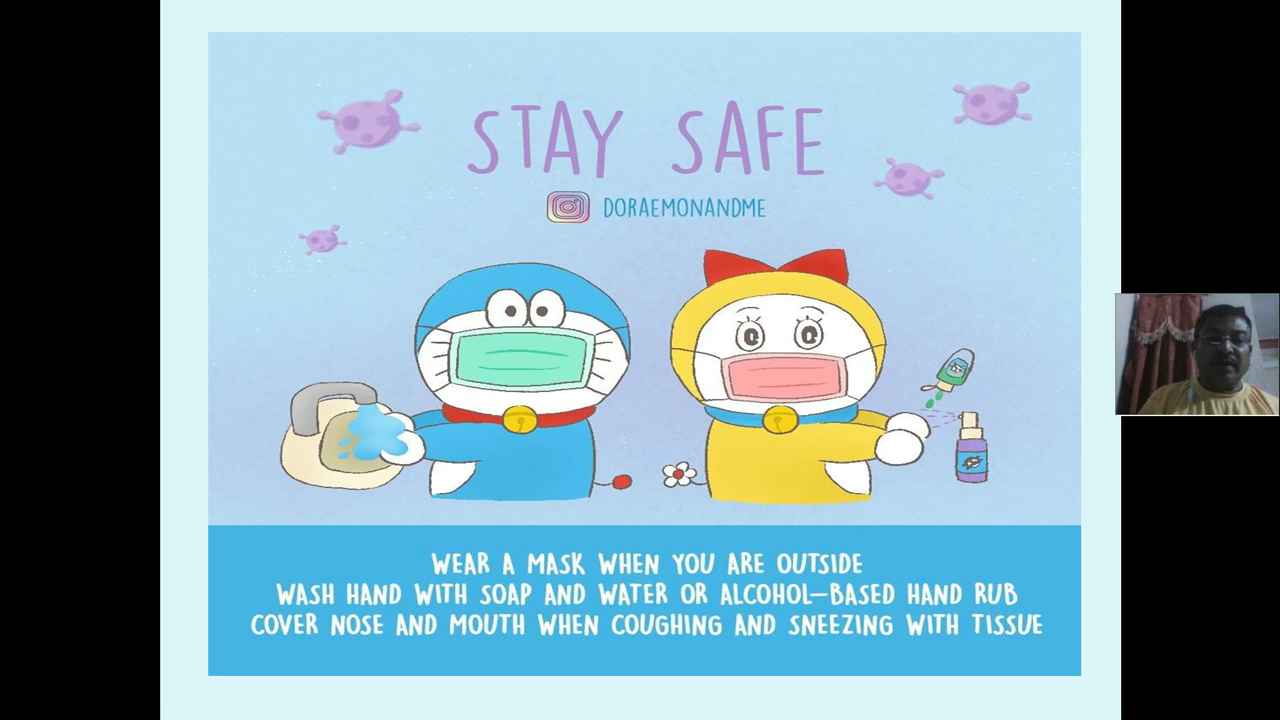 STAY SAFE
DORAEMONANDME
WEAR A MASK WHEN YOU ARE OUTSIDE
WASH HAND WITH SOAP AND WATER OR ALCOHOL-BASED HAND RUB
COVER NOSE AND MOUTH WHEN COUGHING AND SNEEZING WITH TISSUE